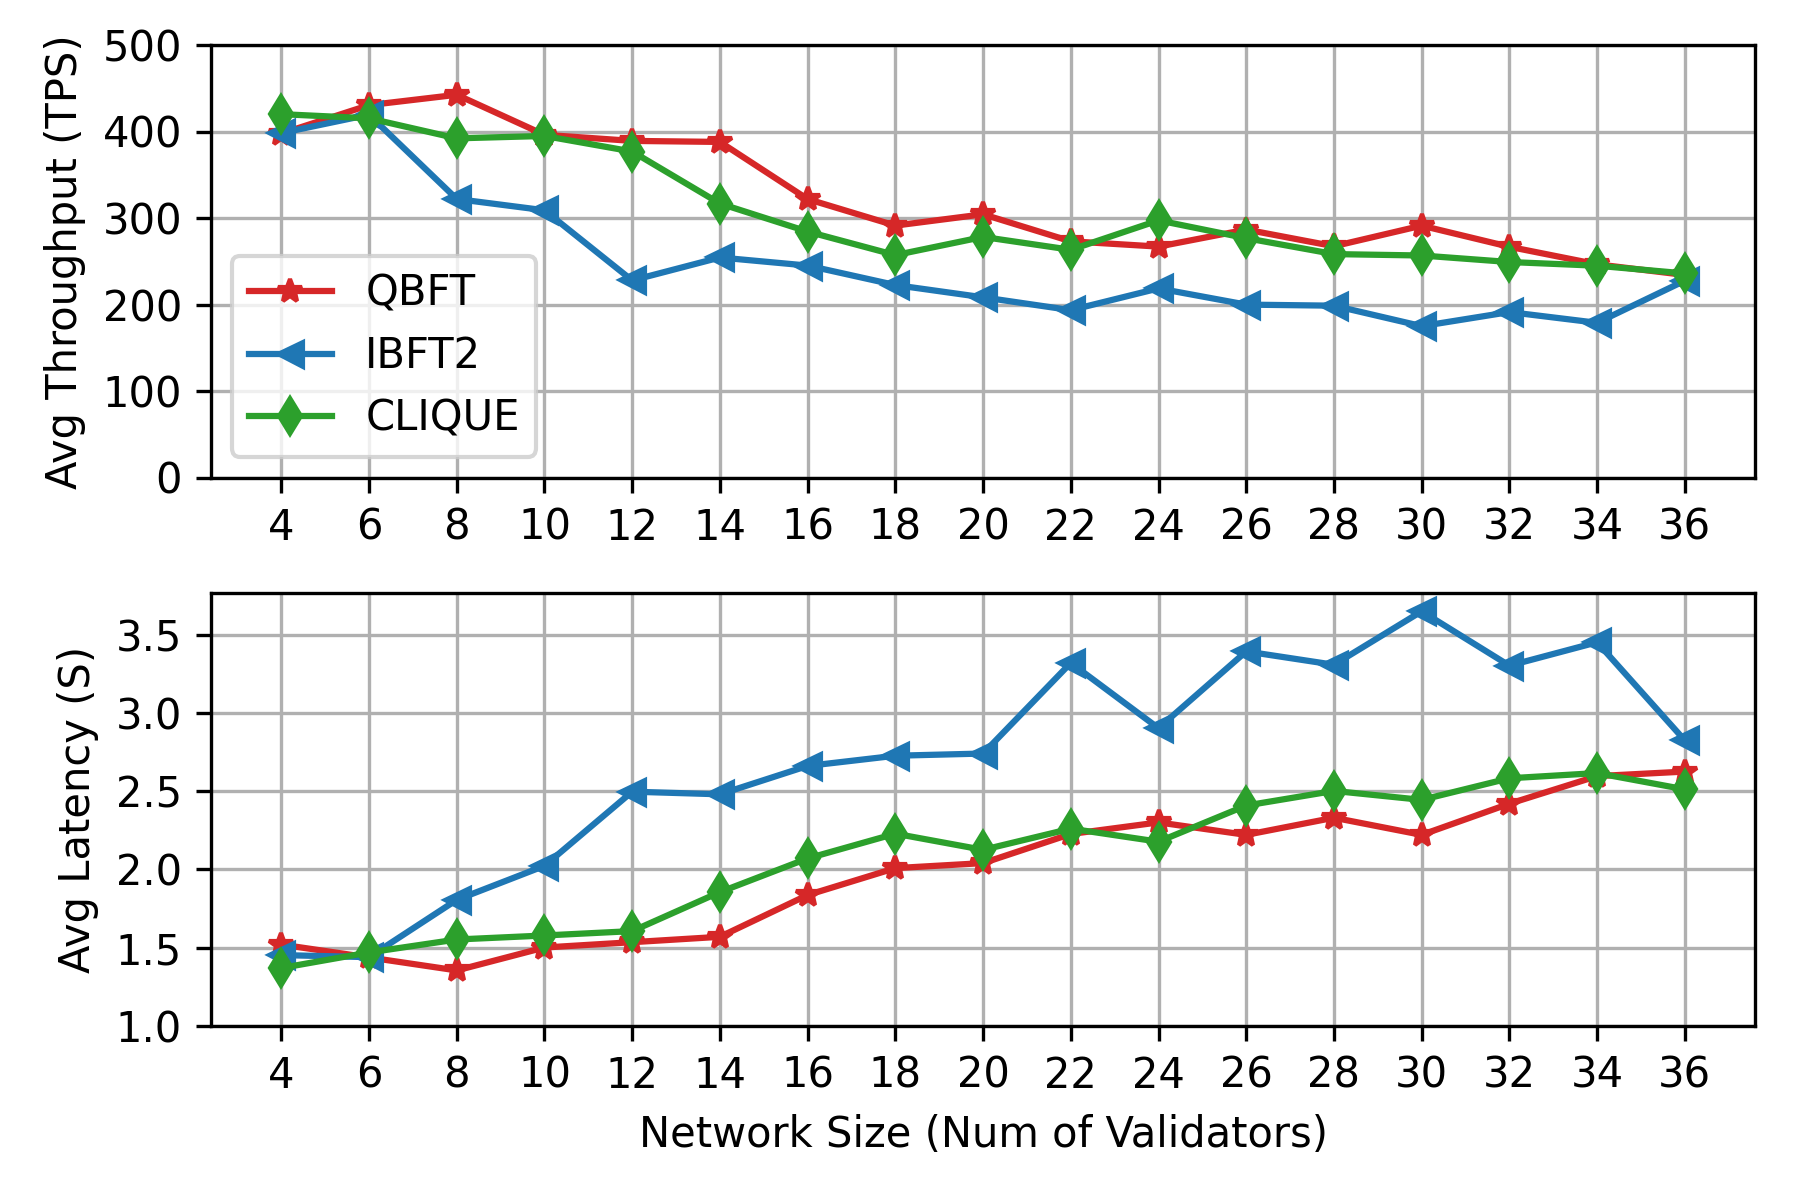 Avg Throughput (TPS)
500
400
300
200
100
0
QBFT
IBFT2
CLIQUE
4 6 8 10 12 14 16 18 20 22 24 26 28 30 32 34 36
Avg Latency (S)
3.5
3.0
2.5
2.0
1.5
1.0
4 6 8 10 12 14 16 18 20 22 24 26 28 30 32 34 36
Network Size (Num of Validators)